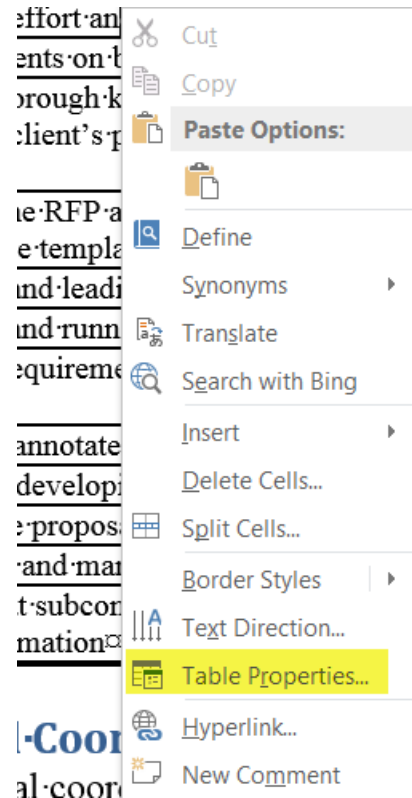 effort·an
ents·on·b
orough·k
client's·p
ne·RFP·a
e·templa
and·leadi
and·runn
equireme
annotate
developi
e·propos
·and·mar
t·subcon
mation¤
l·Coor
al·coor
Cut
Copy
Paste Options:
Define
Synonyms
Translate
Search with Bing
Insert
Delete Cells...
Split Cells...
Border Styles
Text Direction...
Table Properties...
Hyperlink...
New Comment